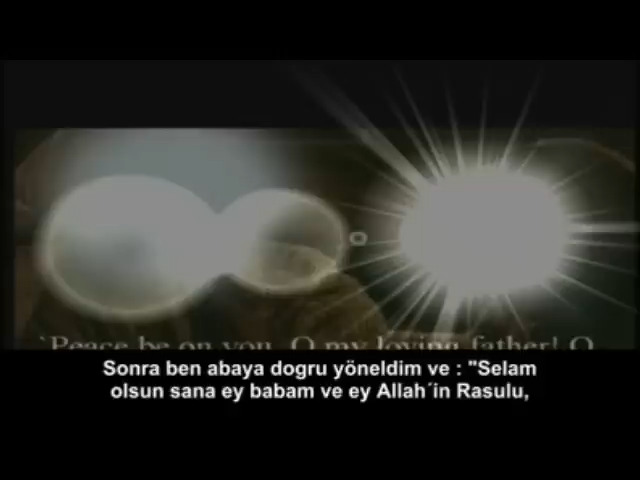 `Peace be on you, O my loving father! O
Sonra ben abaya dogru yöneldim ve : "Selam
olsun sana ey babam ve ey Allah´in Rasulu,